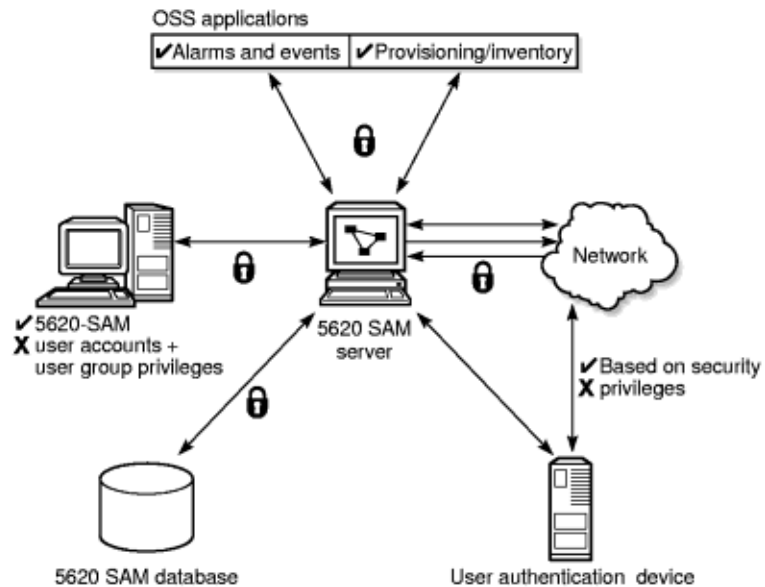 OSS applications
✔Alarms and events
✔Provisioning/inventory
Network
5620 SAM
server
✔5620-SAM
✘ user accounts +
user group privileges
✔Based on security
✘ privileges
5620 SAM database
User authentication device